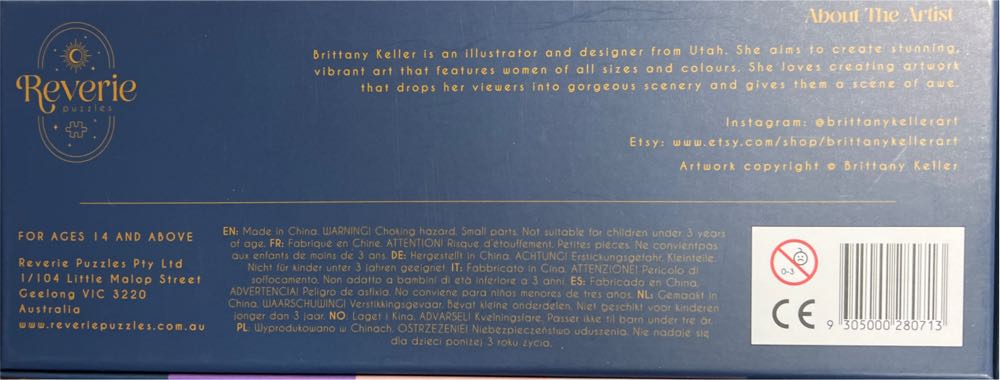 Reverie
puzzles
About The Artist
Brittany Keller is an illustrator and designer from Utah. She aims to create stunning,
vibrant art that features women of all sizes and colours. She loves creating artwork
that drops her viewers into gorgeous scenery and gives them a scene of awe.
Instagram: @brittanykellerart
Etsy: www.etsy.com/shop/brittanykellerart
Artwork copyright © Brittany Keller
FOR AGES 14 AND ABOVE
Reverie Puzzles Pty Ltd
1/104 Little Malop Street
Geelong VIC 3220
Australia
www.reveriepuzzles.com.au
EN: Made in China. WARNING! Choking hazard. Small parts. Not suitable for children under 3 years
of age. FR: Fabriqué en Chine. ATTENTION! Risque d'étouffement. Petites pièces. Ne convientpas
aux enfants de moins de 3 ans. DE: Hergestellt in China. ACHTUNG! Erstickungsgefahr. Kleinteile.
Nicht für kinder unter 3 jahren geeignet. IT: Fabbricato in Cina. ATTENZIONE! Pericolo di
soffocamento. Non adatto a bambini di età inferiore a 3 anni. ES: Fabricado en China.
ADVERTENCIA! Peligro de asfixia. No conviene para niños menores de tres años. NL: Gemaakt in
China. WAARSCHUWING! Verstikkingsgevaar. Bevat kleine onderdelen. Niet geschikt voor kinderen
jonger dan 3 jaar. NO: Laget i Kina. ADVARSEL! Kvelningsfare. Passer ikke til barn under tre år.
PL: Wyprodukowano w Chinach. OSTRZEZENIE! Niebezpieczeństwo uduszenia. Nie nadaje się
dla dzieci poniżej 3 roku życia.
0-3
CE
9 305000 280713